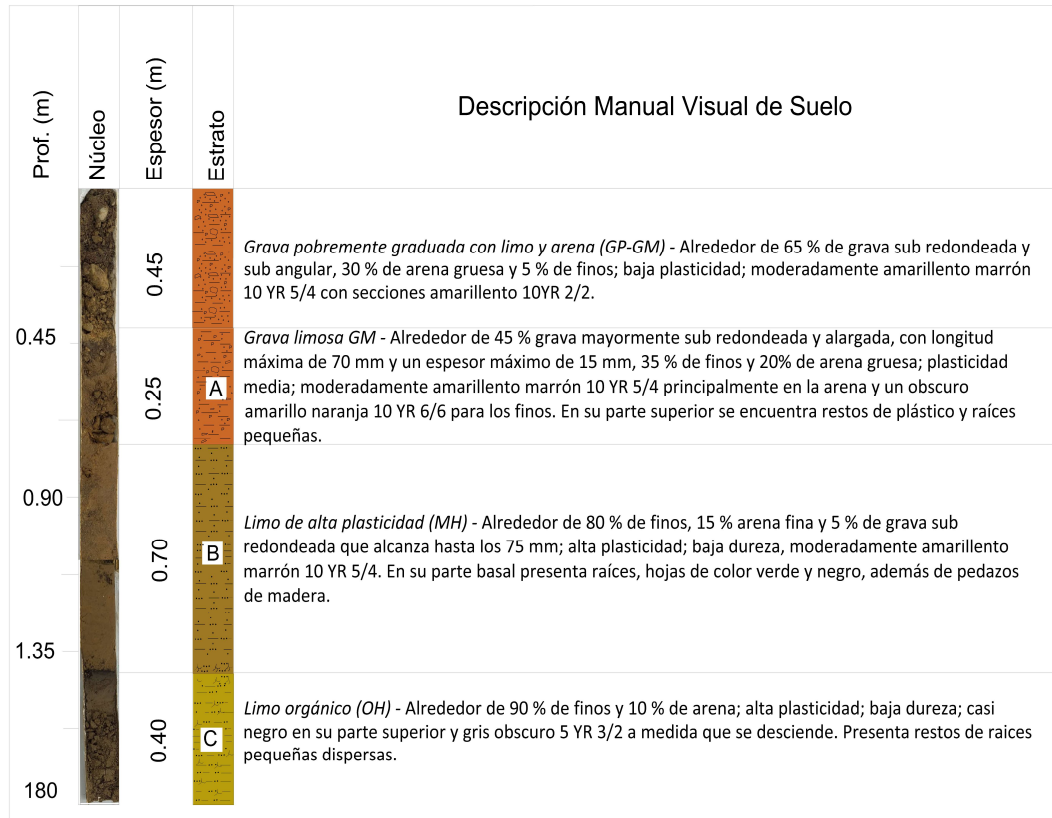 Prof. (m)
Núcleo
Espesor (m)
Estrato
Descripción Manual Visual de Suelo
0.45
Grava pobremente graduada con limo y arena (GP-GM) - Alrededor de 65 % de grava sub redondeada y
sub angular, 30 % de arena gruesa y 5 % de finos; baja plasticidad; moderadamente amarillento marrón
10 YR 5/4 con secciones amarillento 10YR 2/2.
0.45
0.25
A
Grava limosa GM - Alrededor de 45 % grava mayormente sub redondeada y alargada, con longitud
máxima de 70 mm y un espesor máximo de 15 mm, 35 % de finos y 20% de arena gruesa; plasticidad
media; moderadamente amarillento marrón 10 YR 5/4 principalmente en la arena y un obscuro
amarillo naranja 10 YR 6/6 para los finos. En su parte superior se encuentra restos de plástico y raíces
pequeñas.
0.90
0.70
B
Limo de alta plasticidad (MH) - Alrededor de 80 % de finos, 15 % arena fina y 5 % de grava sub
redondeada que alcanza hasta los 75 mm; alta plasticidad; baja dureza, moderadamente amarillento
marrón 10 YR 5/4. En su parte basal presenta raíces, hojas de color verde y negro, además de pedazos
de madera.
1.35
0.40
C
Limo orgánico (OH) - Alrededor de 90 % de finos y 10 % de arena; alta plasticidad; baja dureza; casi
negro en su parte superior y gris obscuro 5 YR 3/2 a medida que se desciende. Presenta restos de raices
pequeñas dispersas.
180